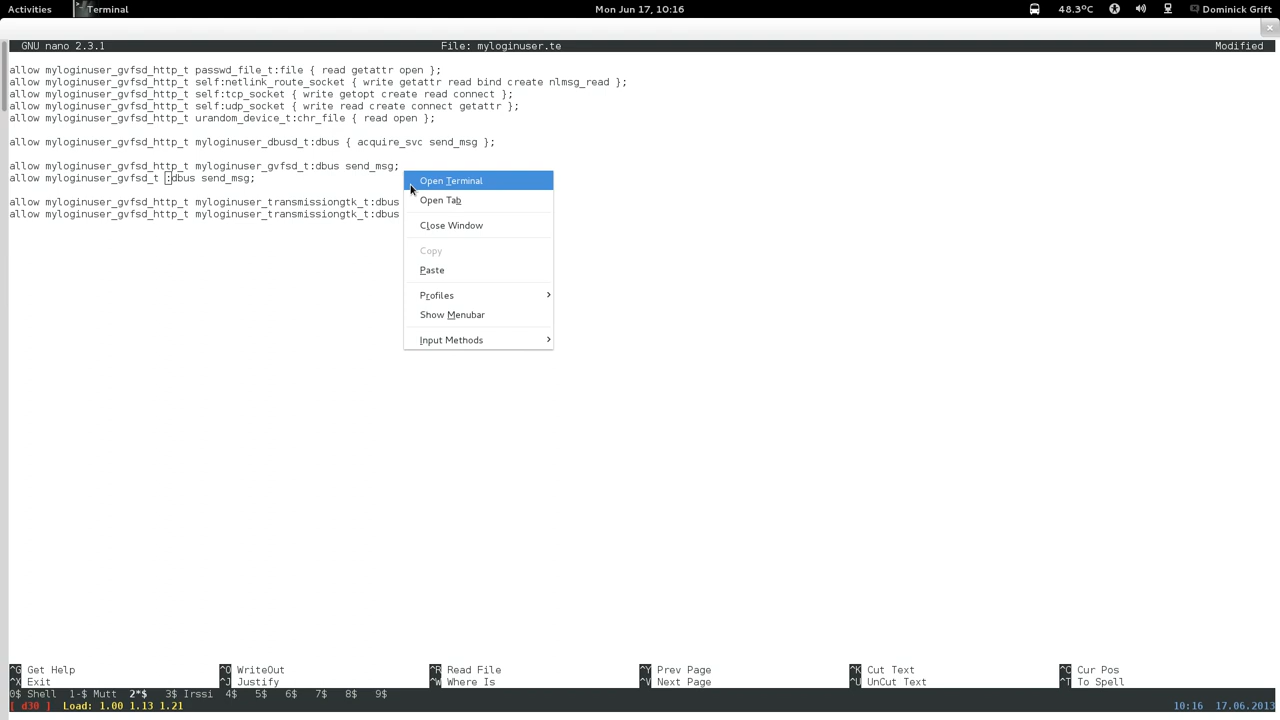 Activities Terminal Mon Jun 17, 10:16 48.3°C Dominick Grift
GNU nano 2.3.1 File: myloginuser.te Modified
allow myloginuser_gvfsd_http_t passwd_file_t:file { read getattr open };
allow myloginuser_gvfsd_http_t self:netlink_route_socket { write getattr read bind create nlmsg_read };
allow myloginuser_gvfsd_http_t self:tcp_socket { write getopt create read connect };
allow myloginuser_gvfsd_http_t self:udp_socket { write read create connect getattr };
allow myloginuser_gvfsd_http_t urandom_device_t:chr_file { read open };
allow myloginuser_gvfsd_http_t myloginuser_dbusd_t:dbus { acquire_svc send_msg };
allow myloginuser_gvfsd_http_t myloginuser_gvfsd_t:dbus send_msg;
allow myloginuser_gvfsd_t :dbus send_msg;
allow myloginuser_gvfsd_http_t myloginuser_transmissiongtk_t:dbus
allow myloginuser_gvfsd_http_t myloginuser_transmissiongtk_t:dbus
Open Terminal
Open Tab
Close Window
Copy
Paste
Profiles
Show Menubar
Input Methods
^G Get Help ^O WriteOut ^R Read File ^Y Prev Page ^K Cut Text ^C Cur Pos
^X Exit ^J Justify ^W Where Is ^V Next Page ^U UnCut Text ^T To Spell
0$ Shell 1-$ Mutt 2*$ 3$ Irssi 4$ 5$ 6$ 7$ 8$ 9$
[ d30 ] Load: 1.00 1.13 1.21 10:16 17.06.2013